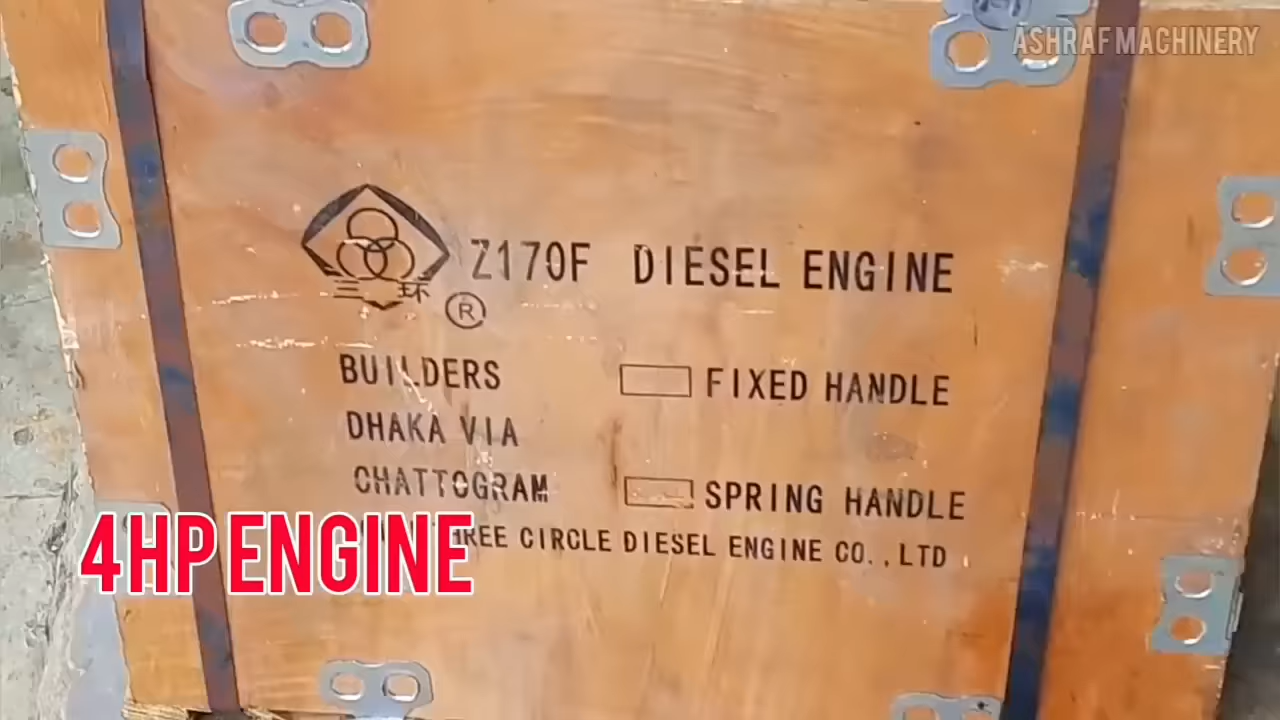 ASHRAF MACHINERY
三环
®
Z170F DIESEL ENGINE
BUILDERS
FIXED HANDLE
DHAKA VIA
CHATTOGRAM
SPRING HANDLE
CIRCLE DIESEL ENGINE CO., LTD
4HP ENGINE